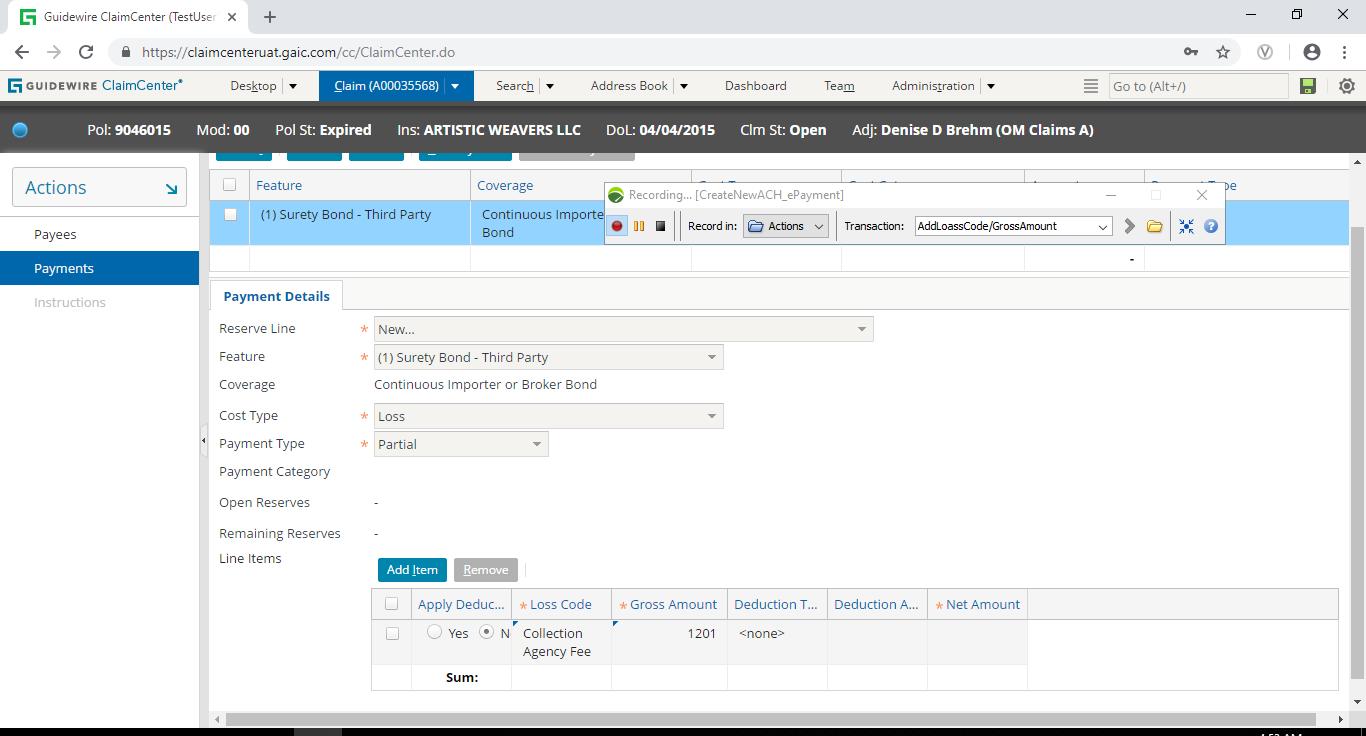 Guidewire ClaimCenter (TestUser
https://claimcenteruat.gaic.com/cc/ClaimCenter.do
GUIDEWIRE ClaimCenter® Desktop Claim (A00035568) Search Address Book Dashboard Team Administration Go to (Alt+/)
Pol: 9046015 Mod: 00 Pol St: Expired Ins: ARTISTIC WEAVERS LLC DoL: 04/04/2015 Clm St: Open Adj: Denise D Brehm (OM Claims A)
Actions
Payees
Payments
Instructions
Feature Coverage
(1) Surety Bond - Third Party Continuous Importe
Bond
-
Recording... [CreateNewACH_ePayment]
Record in: Actions Transaction: AddLoassCode/GrossAmount
Payment Details
Reserve Line * New...
Feature * (1) Surety Bond - Third Party
Coverage Continuous Importer or Broker Bond
Cost Type * Loss
Payment Type * Partial
Payment Category
Open Reserves -
Remaining Reserves -
Line Items
Add Item Remove
Apply Deduc... * Loss Code * Gross Amount Deduction T... Deduction A... * Net Amount
Yes N Collection 1201 <none>
Agency Fee
Sum: